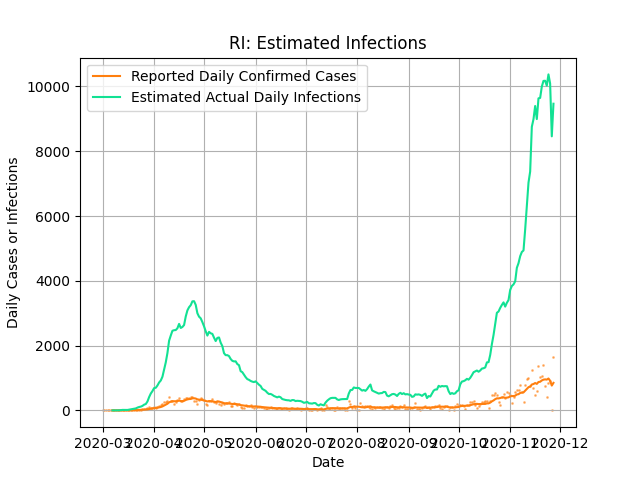 RI: Estimated Infections
Reported Daily Confirmed Cases
Estimated Actual Daily Infections
10000
8000
6000
4000
2000
0
Daily Cases or Infections
2020-03 2020-04 2020-05 2020-06 2020-07 2020-08 2020-09 2020-10 2020-11 2020-12
Date